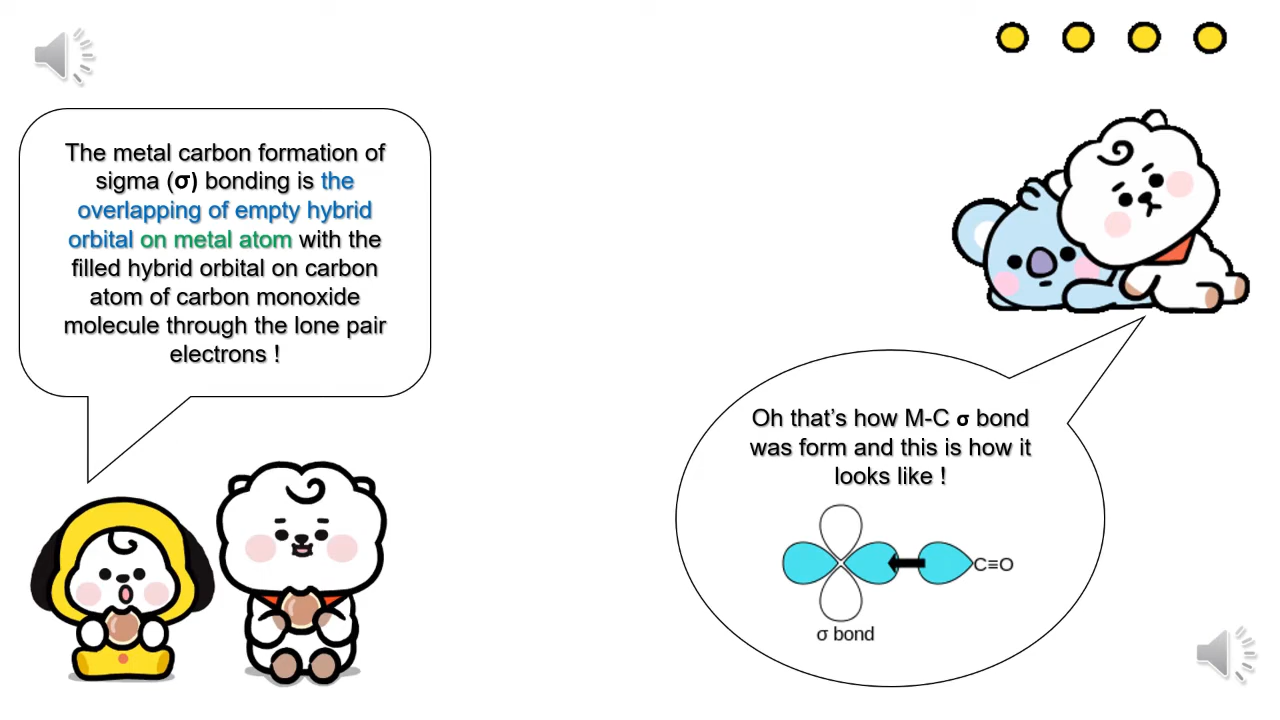 The metal carbon formation of
sigma (σ) bonding is the
overlapping of empty hybrid
orbital on metal atom with the
filled hybrid orbital on carbon
atom of carbon monoxide
molecule through the lone pair
electrons !
Oh that’s how M-C σ bond
was form and this is how it
looks like !
C≡O
σ bond